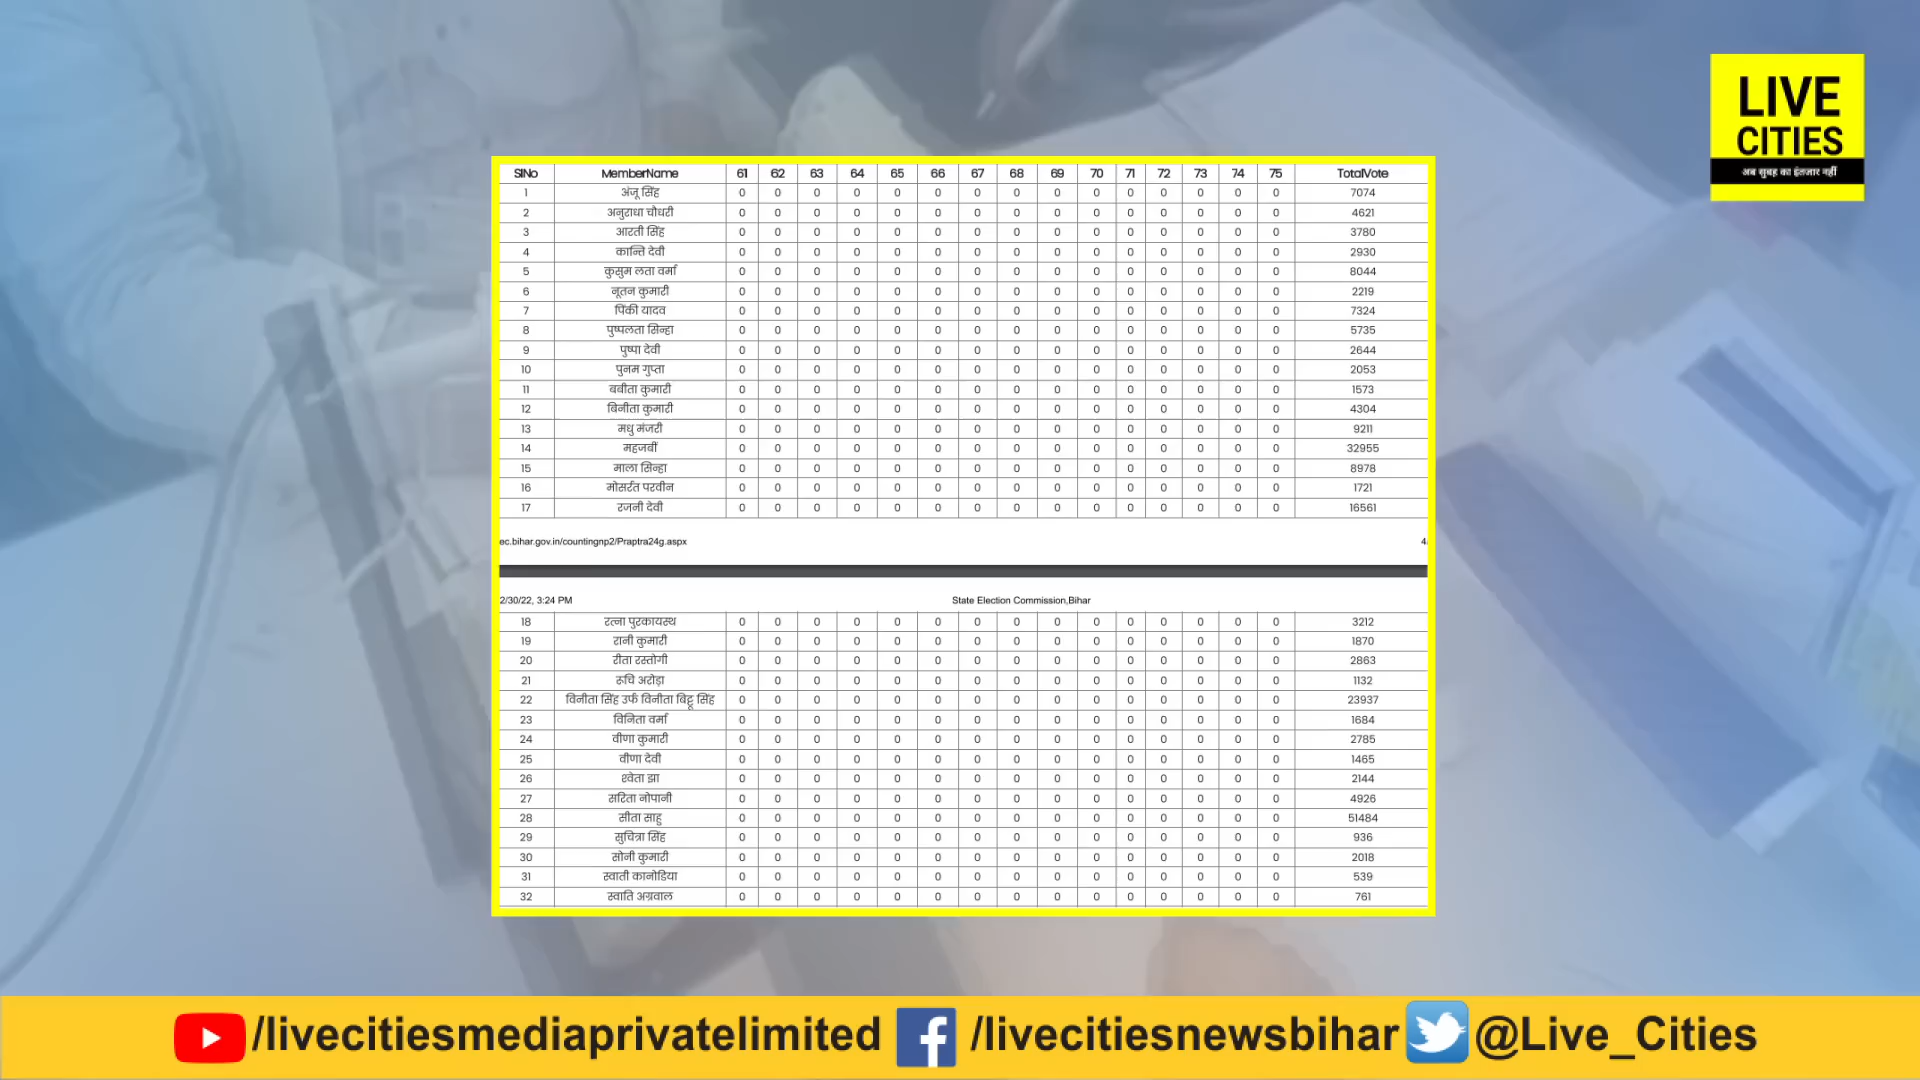 LIVE
CITIES
अब सुबह का इंतजार नहीं
SlNo MemberName 61 62 63 64 65 66 67 68 69 70 71 72 73 74 75 TotalVote
1 अंजू सिंह 0 0 0 0 0 0 0 0 0 0 0 0 0 0 0 7074
2 अनुराधा चौधरी 0 0 0 0 0 0 0 0 0 0 0 0 0 0 0 4621
3 आरती सिंह 0 0 0 0 0 0 0 0 0 0 0 0 0 0 0 3780
4 कान्ति देवी 0 0 0 0 0 0 0 0 0 0 0 0 0 0 0 2930
5 कुसुम लता वर्मा 0 0 0 0 0 0 0 0 0 0 0 0 0 0 0 8044
6 नूतन कुमारी 0 0 0 0 0 0 0 0 0 0 0 0 0 0 0 2219
7 पिंकी यादव 0 0 0 0 0 0 0 0 0 0 0 0 0 0 0 7324
8 पुष्पलता सिन्हा 0 0 0 0 0 0 0 0 0 0 0 0 0 0 0 5735
9 पुष्पा देवी 0 0 0 0 0 0 0 0 0 0 0 0 0 0 0 2644
10 पुनम गुप्ता 0 0 0 0 0 0 0 0 0 0 0 0 0 0 0 2053
11 बबीता कुमारी 0 0 0 0 0 0 0 0 0 0 0 0 0 0 0 1573
12 बिनीता कुमारी 0 0 0 0 0 0 0 0 0 0 0 0 0 0 0 4304
13 मधु मंजरी 0 0 0 0 0 0 0 0 0 0 0 0 0 0 0 9211
14 महजबीं 0 0 0 0 0 0 0 0 0 0 0 0 0 0 0 32955
15 माला सिन्हा 0 0 0 0 0 0 0 0 0 0 0 0 0 0 0 8978
16 मोसर्रत परवीन 0 0 0 0 0 0 0 0 0 0 0 0 0 0 0 1721
17 रजनी देवी 0 0 0 0 0 0 0 0 0 0 0 0 0 0 0 16561
ec.bihar.gov.in/countingnp2/Praptra24g.aspx 4
2/30/22, 3:24 PM State Election Commission,Bihar
18 रत्ना पुरकायस्थ 0 0 0 0 0 0 0 0 0 0 0 0 0 0 0 3212
19 रानी कुमारी 0 0 0 0 0 0 0 0 0 0 0 0 0 0 0 1870
20 रीता रस्तोगी 0 0 0 0 0 0 0 0 0 0 0 0 0 0 0 2863
21 रूचि अरोड़ा 0 0 0 0 0 0 0 0 0 0 0 0 0 0 0 1132
22 विनीता सिंह उर्फ विनीता बिट्टू सिंह 0 0 0 0 0 0 0 0 0 0 0 0 0 0 0 23937
23 विनिता वर्मा 0 0 0 0 0 0 0 0 0 0 0 0 0 0 0 1684
24 वीणा कुमारी 0 0 0 0 0 0 0 0 0 0 0 0 0 0 0 2785
25 वीणा देवी 0 0 0 0 0 0 0 0 0 0 0 0 0 0 0 1465
26 श्वेता झा 0 0 0 0 0 0 0 0 0 0 0 0 0 0 0 2144
27 सरिता नोपानी 0 0 0 0 0 0 0 0 0 0 0 0 0 0 0 4926
28 सीता साहु 0 0 0 0 0 0 0 0 0 0 0 0 0 0 0 51484
29 सुचित्रा सिंह 0 0 0 0 0 0 0 0 0 0 0 0 0 0 0 936
30 सोनी कुमारी 0 0 0 0 0 0 0 0 0 0 0 0 0 0 0 2018
31 स्वाती कानोडिया 0 0 0 0 0 0 0 0 0 0 0 0 0 0 0 539
32 स्वाति अग्रवाल 0 0 0 0 0 0 0 0 0 0 0 0 0 0 0 761
/livecitiesmediaprivatelimited /livecitiesnewsbihar @Live_Cities